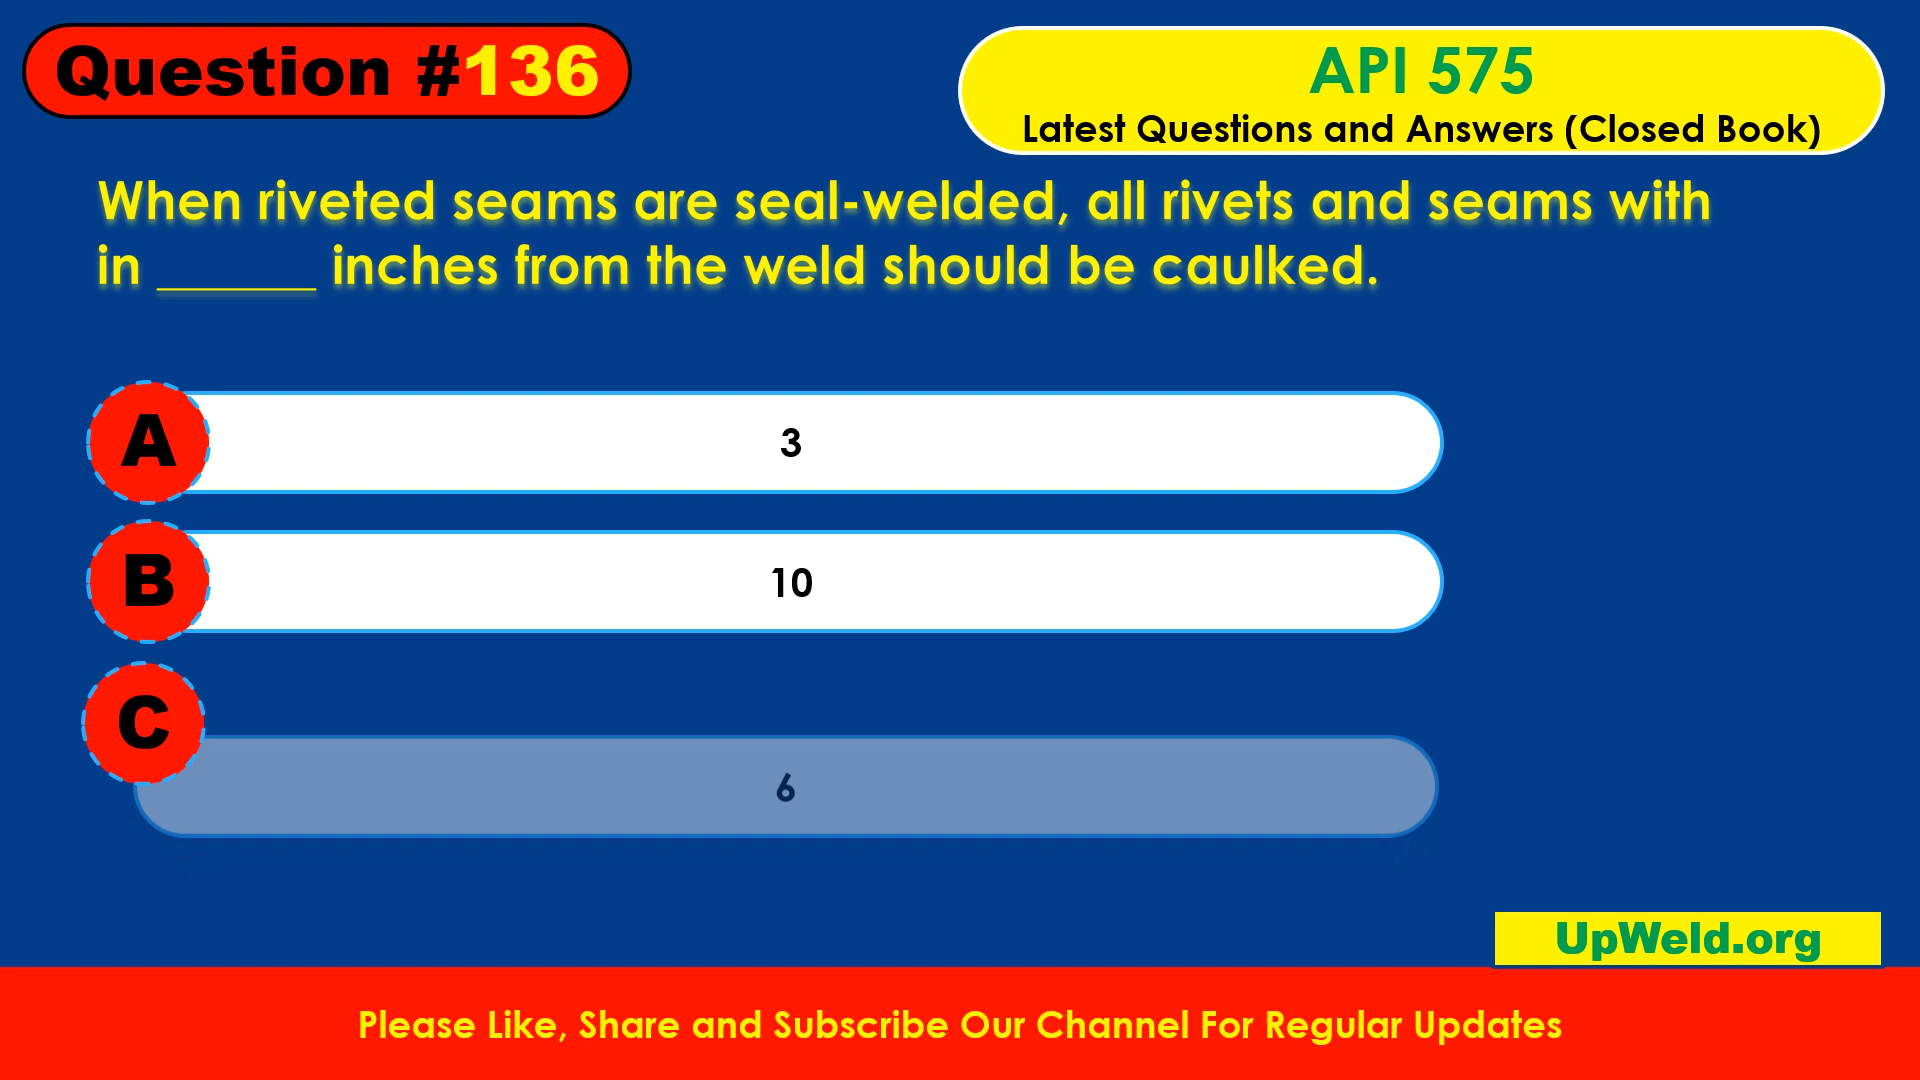 Question #136
API 575
Latest Questions and Answers (Closed Book)
When riveted seams are seal-welded, all rivets and seams with
in ______ inches from the weld should be caulked.
A
3
B
10
C
6
UpWeld.org
Please Like, Share and Subscribe Our Channel For Regular Updates